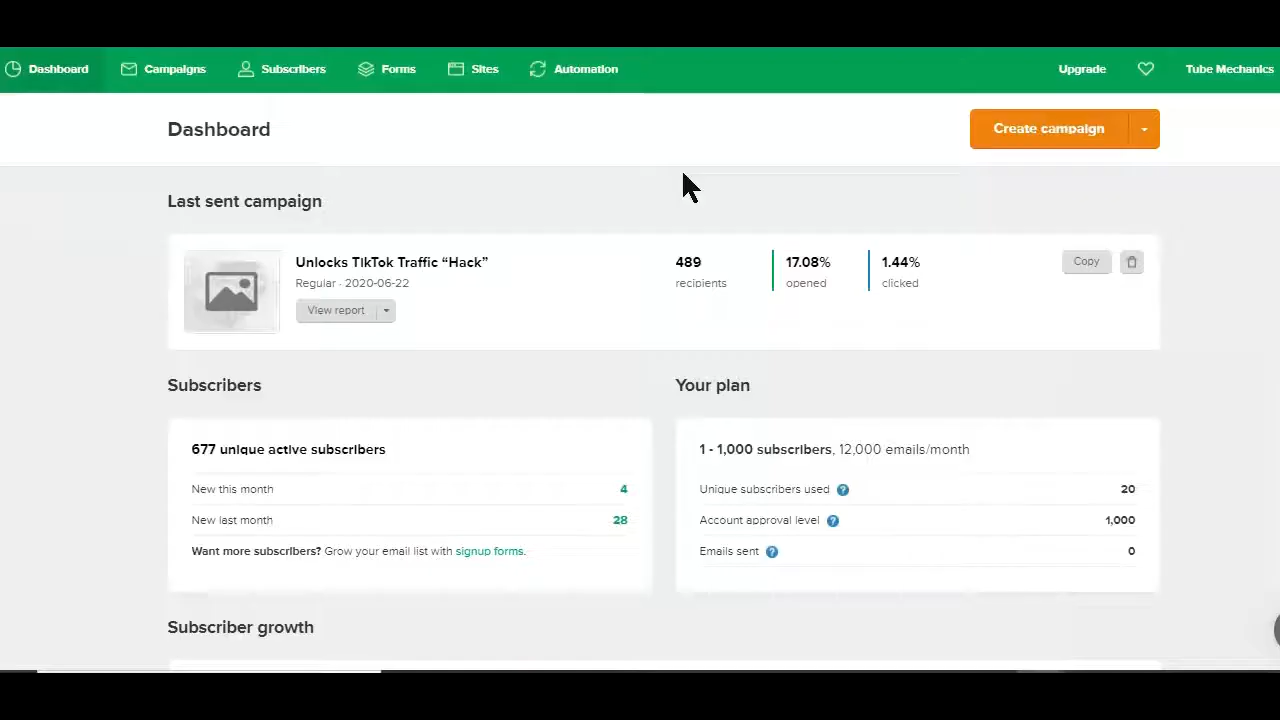 Dashboard Campaigns Subscribers Forms Sites Automation Upgrade Tube Mechanics
Dashboard
Create campaign
Last sent campaign
Unlocks TikTok Traffic “Hack”
Regular · 2020-06-22
View report
489
recipients
17.08%
opened
1.44%
clicked
Copy
Subscribers
677 unique active subscribers
New this month 4
New last month 28
Want more subscribers? Grow your email list with signup forms.
Your plan
1 - 1,000 subscribers, 12,000 emails/month
Unique subscribers used ? 20
Account approval level ? 1,000
Emails sent ? 0
Subscriber growth